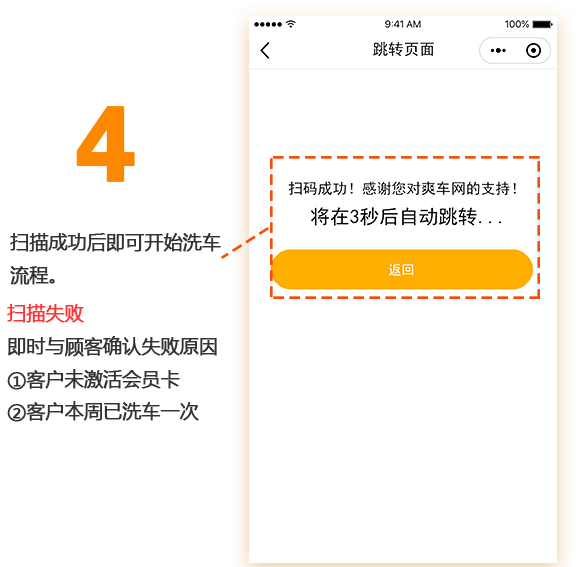 9:41 AM
100%
跳转页面
4
扫码成功！感谢您对爽车网的支持！
将在3秒后自动跳转...
返回
扫描成功后即可开始洗车
流程。
扫描失败
即时与顾客确认失败原因
①客户未激活会员卡
②客户本周已洗车一次